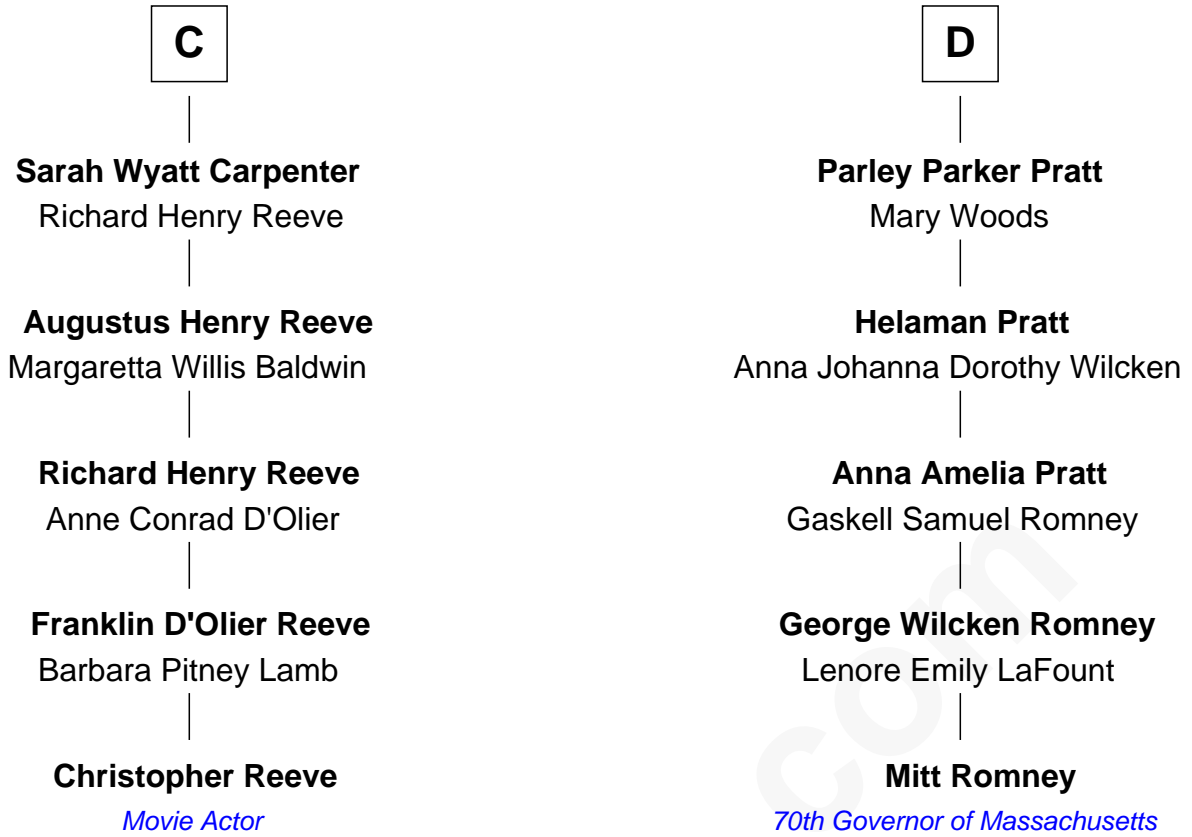 C
Sarah Wyatt Carpenter
Richard Henry Reeve
Augustus Henry Reeve
Margaretta Willis Baldwin
Richard Henry Reeve
Anne Conrad D'Olier
Franklin D'Olier Reeve
Barbara Pitney Lamb
Christopher Reeve
Movie Actor
D
Parley Parker Pratt
Mary Woods
Helaman Pratt
Anna Johanna Dorothy Wilcken
Anna Amelia Pratt
Gaskell Samuel Romney
George Wilcken Romney
Lenore Emily LaFount
Mitt Romney
70th Governor of Massachusetts
com